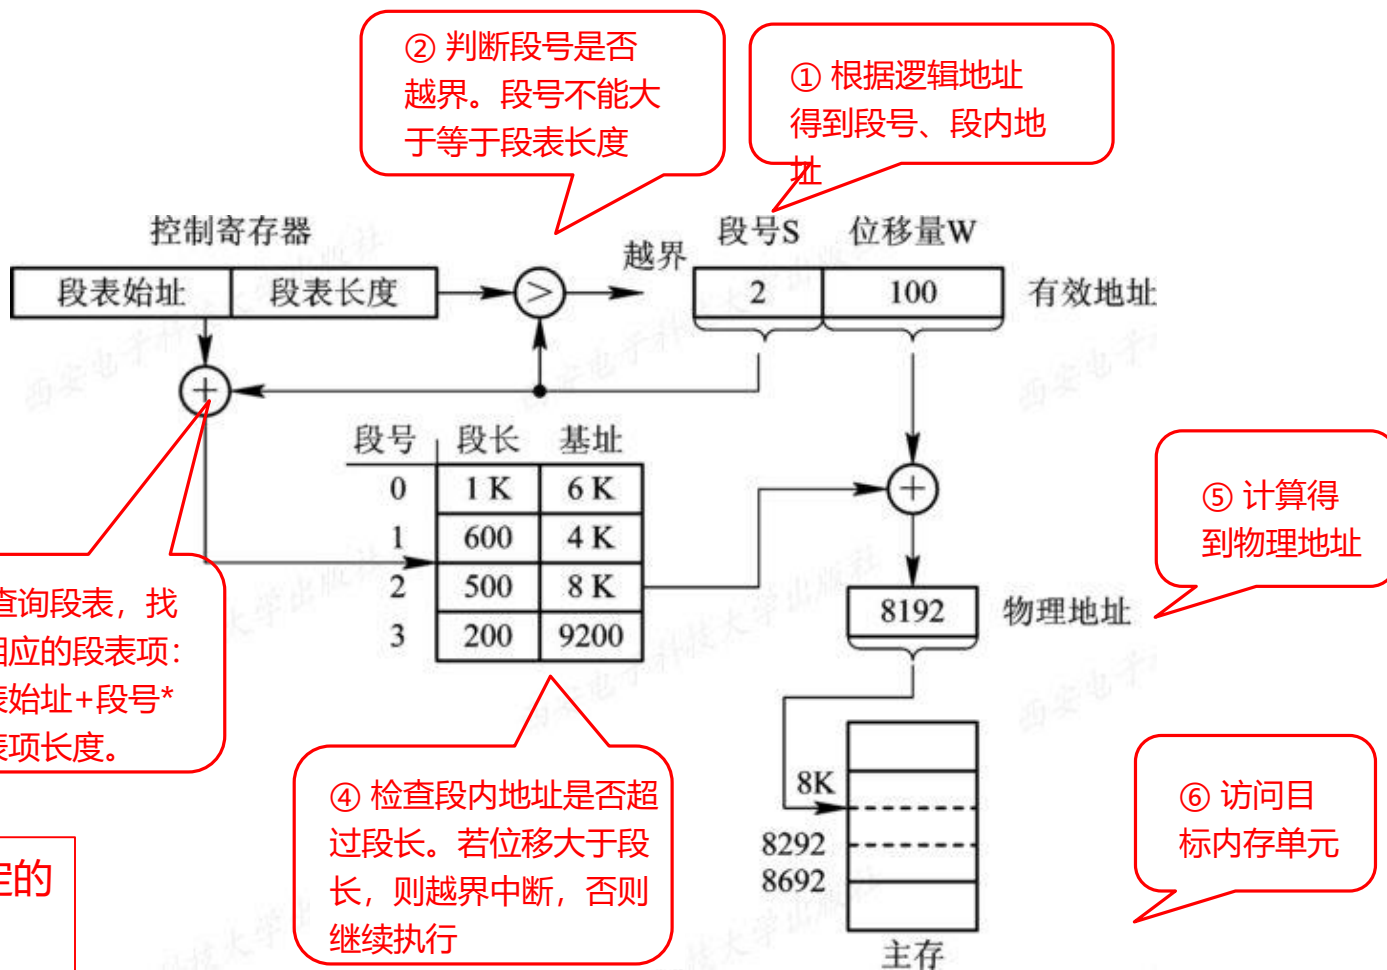 ② 判断段号是否
越界。段号不能大
于等于段表长度
① 根据逻辑地址
得到段号、段内地
址
控制寄存器
越界
段号S
位移量W
段表始址
段表长度
>
2
100
有效地址
+
段号
段长
基址
0
1 K
6 K
1
600
4 K
2
500
8 K
3
200
9200
+
⑤ 计算得
到物理地址
查询段表，找
相应的段表项：
表始址+段号*
表项长度。
8192
物理地址
④ 检查段内地址是否超
过段长。若位移大于段
长，则越界中断，否则
继续执行
8K
8292
8692
主存
⑥ 访问目
标内存单元
定的